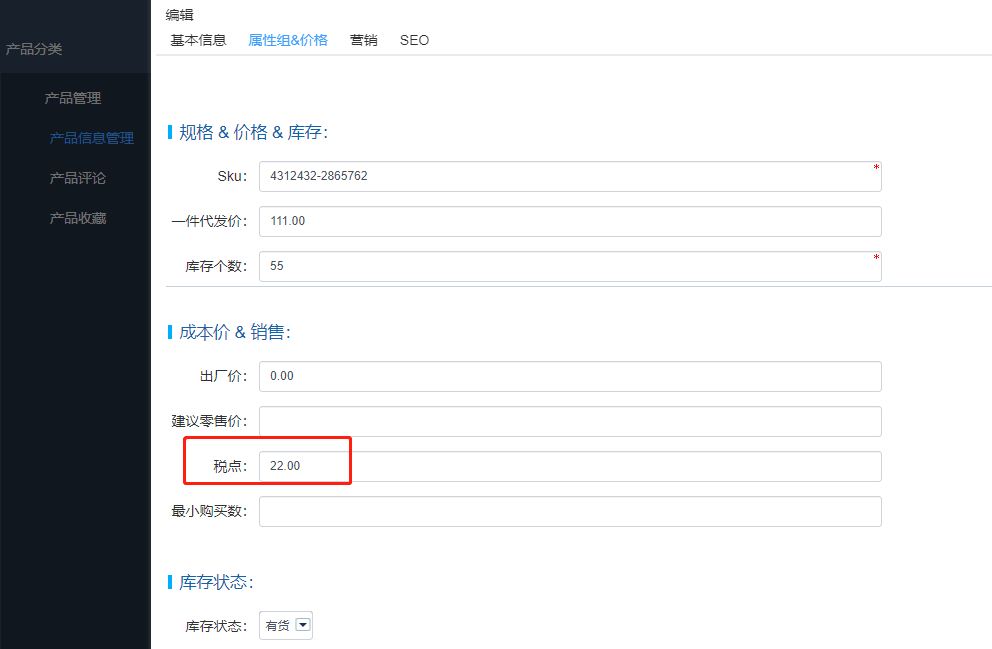 编辑
基本信息 属性组&价格 营销 SEO
产品分类
产品管理
产品信息管理
产品评论
产品收藏
规格 & 价格 & 库存:
Sku: 4312432-2865762 *
一件代发价: 111.00
库存个数: 55 *
成本价 & 销售:
出厂价: 0.00
建议零售价:
税点: 22.00
最小购买数:
库存状态:
库存状态: 有货